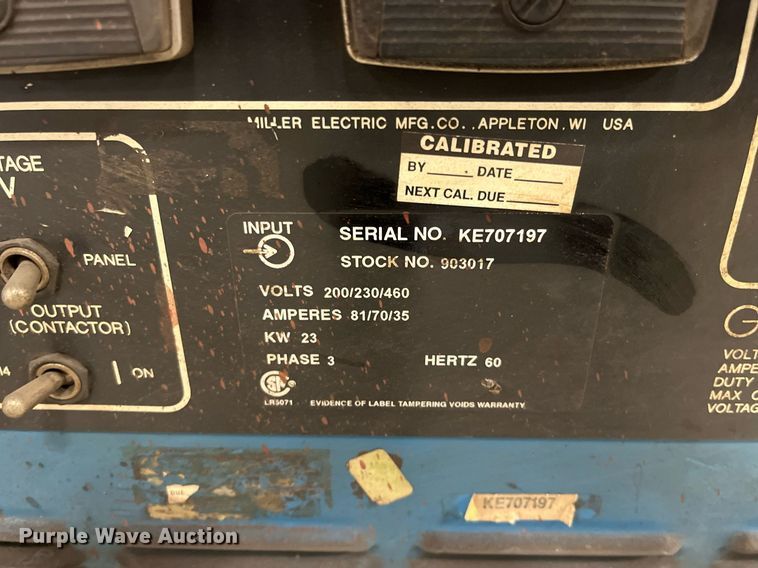 MILLER ELECTRIC MFG. CO., APPLETON, WI USA
CALIBRATED
BY DATE
NEXT CAL. DUE
TAGE
V
PANEL
OUTPUT
(CONTACTOR)
14
ON
INPUT
SERIAL NO. KE707197
STOCK NO. 903017
VOLTS 200/230/460
AMPERES 81/70/35
KW 23
PHASE 3 HERTZ 60
LR5071 EVIDENCE OF LABEL TAMPERING VOIDS WARRANTY
G
VOLT
AMPE
DUTY
MAX O
VOLTAG
DUE
KE707197
Purple Wave Auction